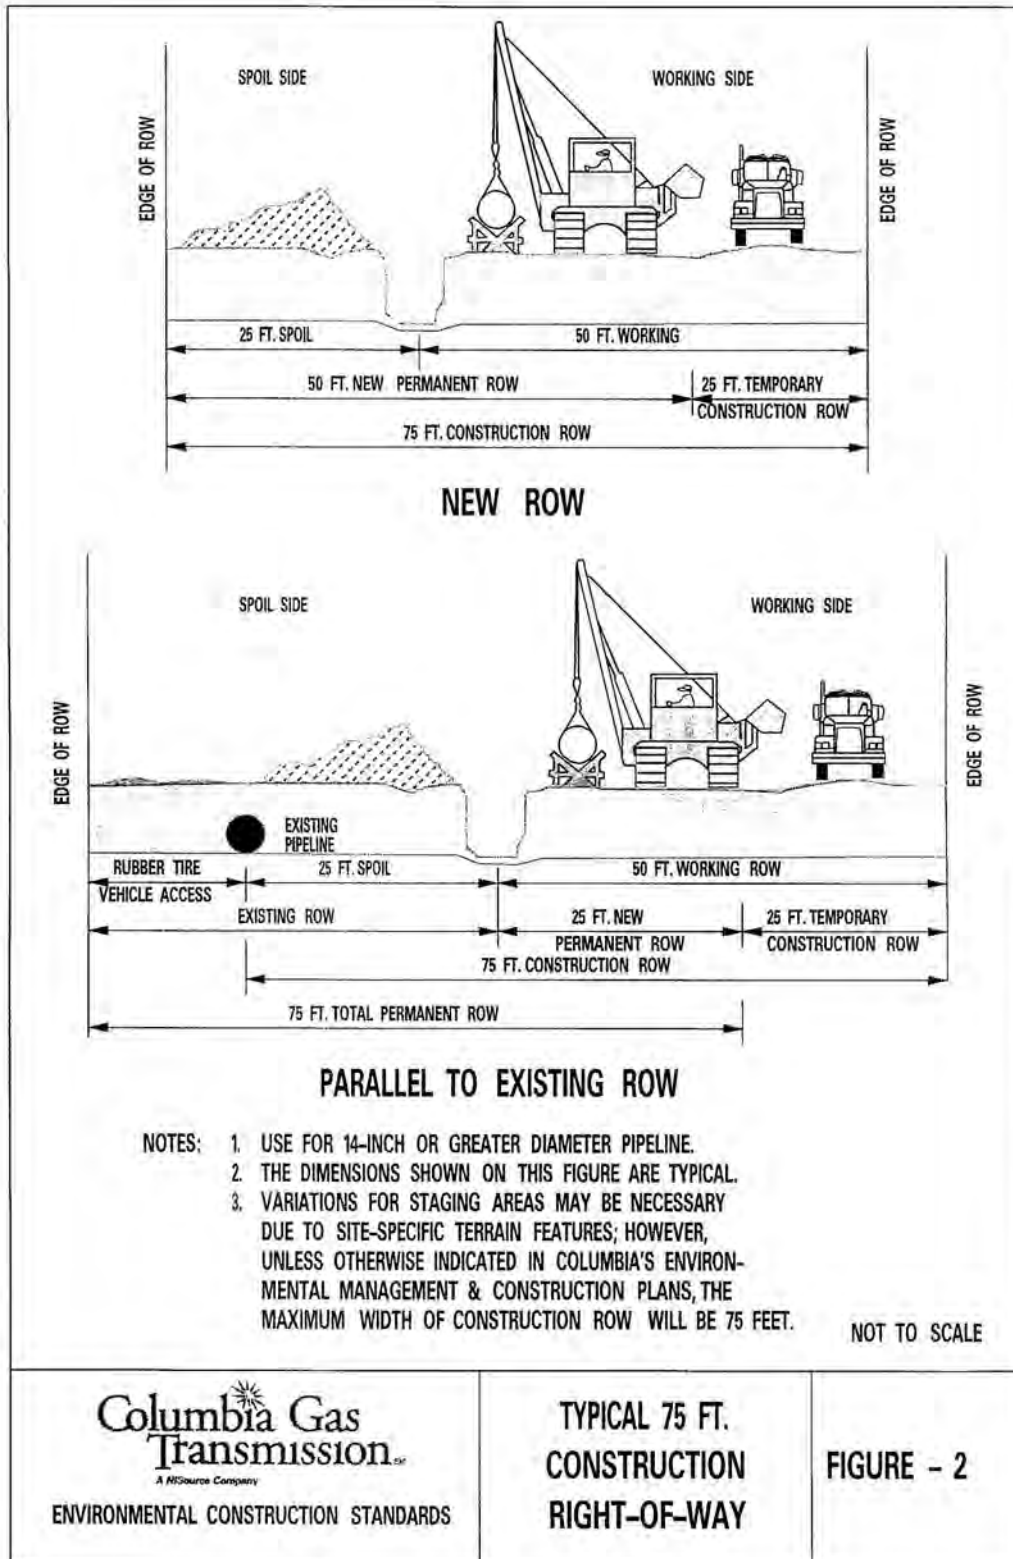 SPOIL SIDE
WORKING SIDE
EDGE OF ROW
EDGE OF ROW
25 FT. SPOIL
50 FT. WORKING
50 FT. NEW PERMANENT ROW
25 FT. TEMPORARY
CONSTRUCTION ROW
75 FT. CONSTRUCTION ROW
NEW ROW
SPOIL SIDE
WORKING SIDE
EDGE OF ROW
EDGE OF ROW
EXISTING
PIPELINE
RUBBER TIRE
VEHICLE ACCESS
25 FT. SPOIL
50 FT. WORKING ROW
EXISTING ROW
25 FT. NEW
PERMANENT ROW
25 FT. TEMPORARY
CONSTRUCTION ROW
75 FT. CONSTRUCTION ROW
75 FT. TOTAL PERMANENT ROW
PARALLEL TO EXISTING ROW
NOTES: 1. USE FOR 14-INCH OR GREATER DIAMETER PIPELINE.
2. THE DIMENSIONS SHOWN ON THIS FIGURE ARE TYPICAL.
3. VARIATIONS FOR STAGING AREAS MAY BE NECESSARY
DUE TO SITE-SPECIFIC TERRAIN FEATURES; HOWEVER,
UNLESS OTHERWISE INDICATED IN COLUMBIA'S ENVIRON-
MENTAL MANAGEMENT & CONSTRUCTION PLANS, THE
MAXIMUM WIDTH OF CONSTRUCTION ROW WILL BE 75 FEET.
NOT TO SCALE
Columbia Gas
Transmission
A NiSource Company
ENVIRONMENTAL CONSTRUCTION STANDARDS
TYPICAL 75 FT.
CONSTRUCTION
RIGHT-OF-WAY
FIGURE - 2